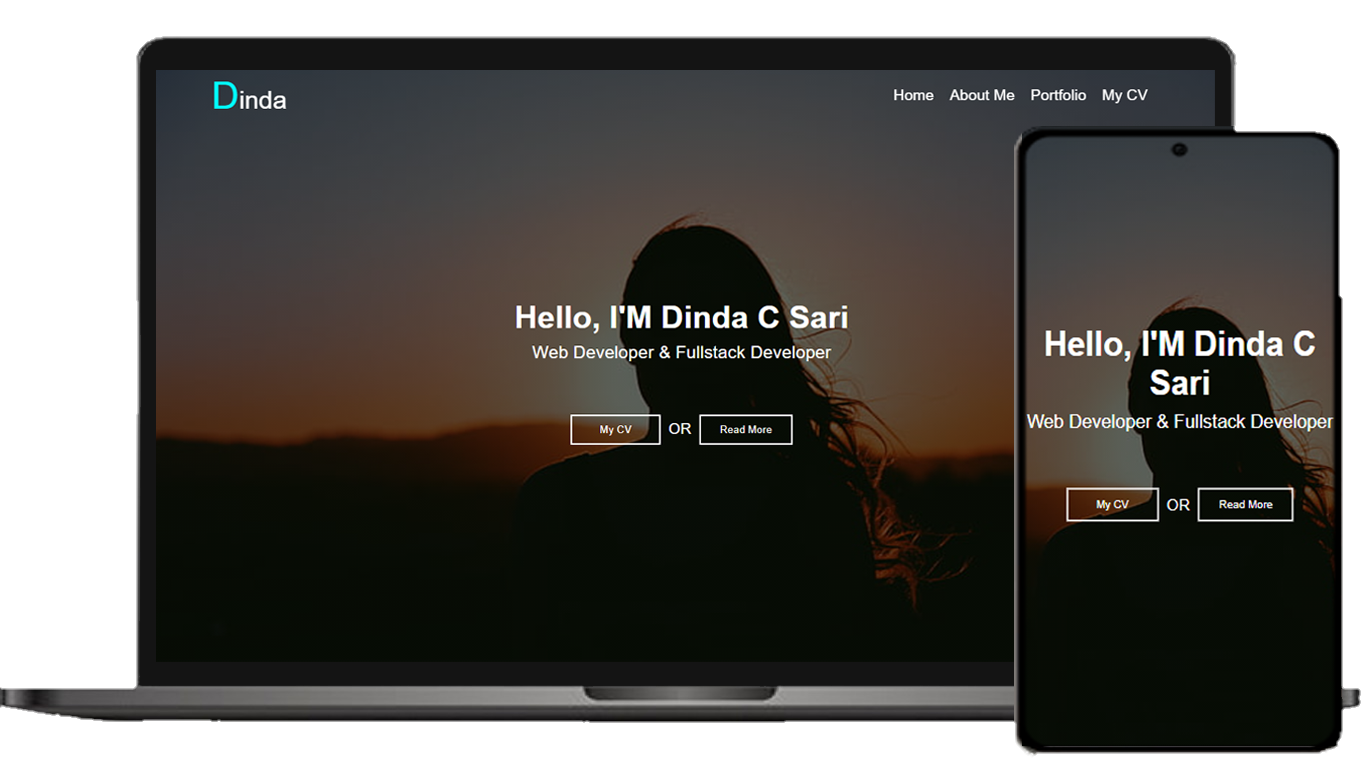 Dinda
Home About Me Portfolio My CV
Hello, I'M Dinda C Sari
Web Developer & Fullstack Developer
My CV OR Read More
Hello, I'M Dinda C
Sari
Web Developer & Fullstack Developer
My CV OR Read More